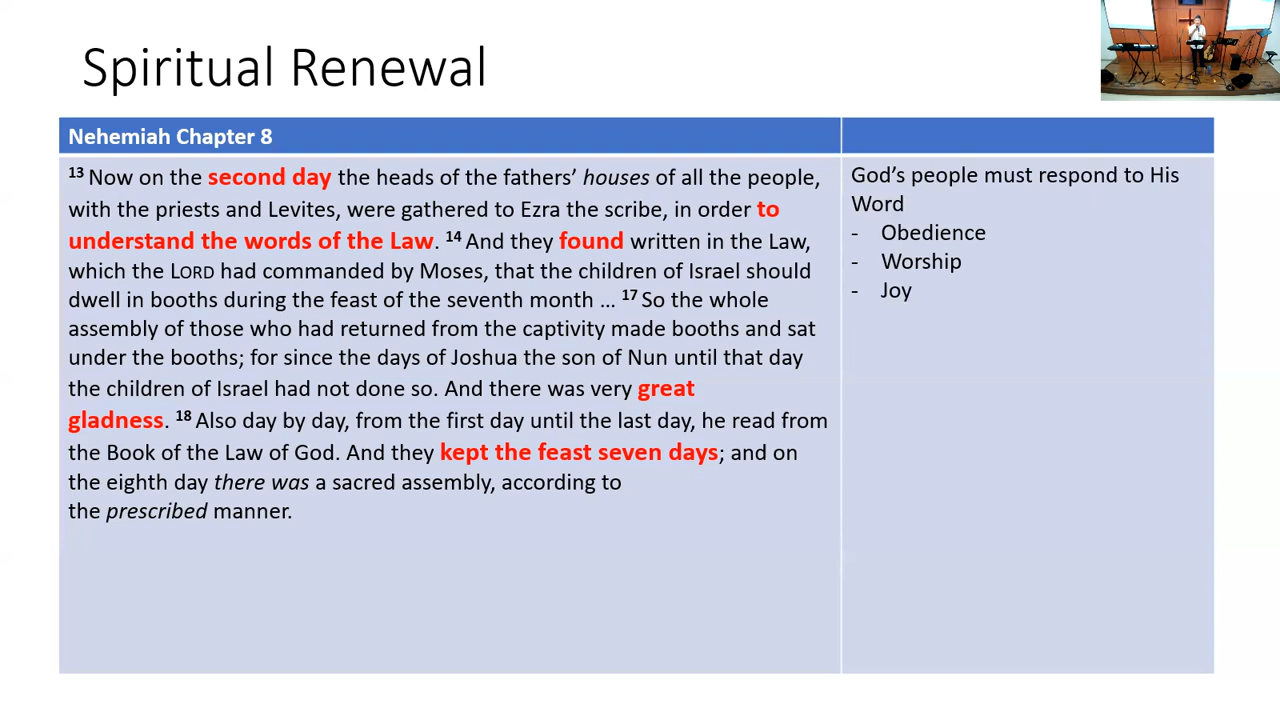 Spiritual Renewal
Nehemiah Chapter 8
13 Now on the second day the heads of the fathers’ houses of all the people,
with the priests and Levites, were gathered to Ezra the scribe, in order to
understand the words of the Law. 14 And they found written in the Law,
which the LORD had commanded by Moses, that the children of Israel should
dwell in booths during the feast of the seventh month … 17 So the whole
assembly of those who had returned from the captivity made booths and sat
under the booths; for since the days of Joshua the son of Nun until that day
the children of Israel had not done so. And there was very great
gladness. 18 Also day by day, from the first day until the last day, he read from
the Book of the Law of God. And they kept the feast seven days; and on
the eighth day there was a sacred assembly, according to
the prescribed manner.
God’s people must respond to His
Word
- Obedience
- Worship
- Joy